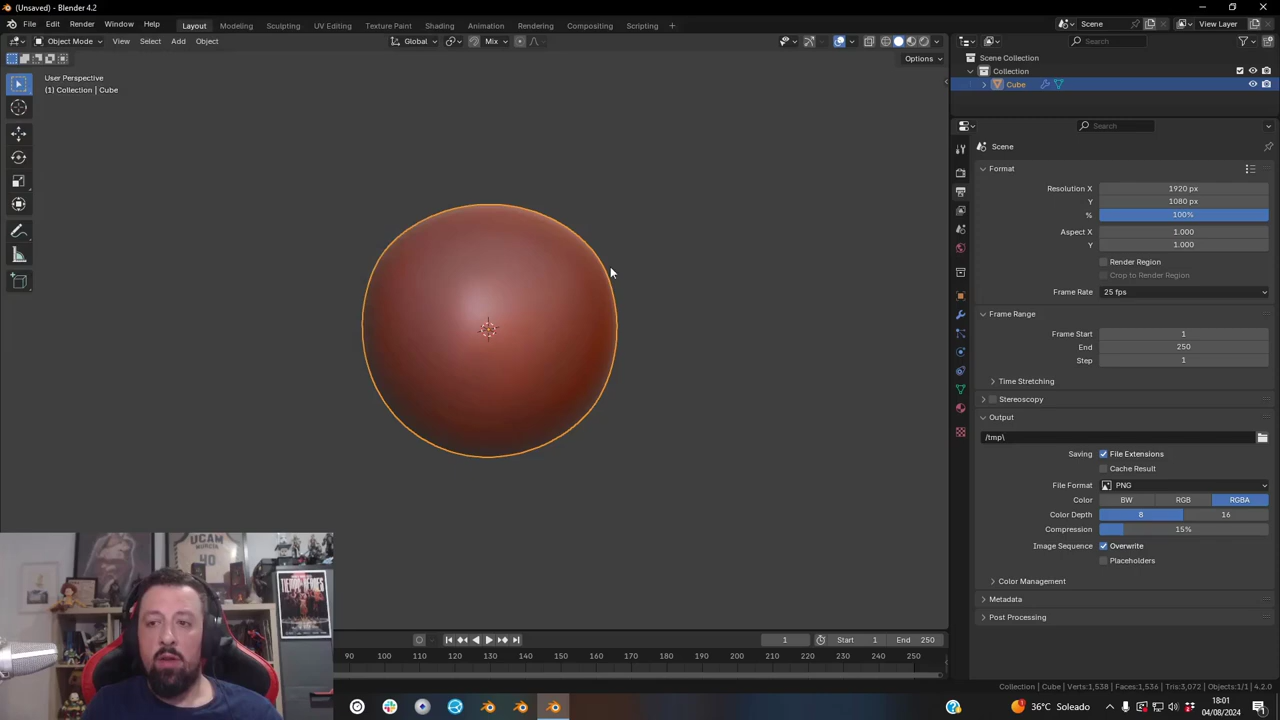 (Unsaved) - Blender 4.2
File Edit Render Window Help Layout Modeling Sculpting UV Editing Texture Paint Shading Animation Rendering Compositing Scripting + Scene View Layer
Object Mode View Select Add Object Global Mix Search
Options
User Perspective
(1) Collection | Cube
Scene Collection
Collection
Cube
Search
Scene
Format
Resolution X 1920 px
Y 1080 px
% 100%
Aspect X 1.000
Y 1.000
Render Region
Crop to Render Region
Frame Rate 25 fps
Frame Range
Frame Start 1
End 250
Step 1
Time Stretching
Stereoscopy
Output
/tmp\
Saving File Extensions
Cache Result
File Format PNG
Color BW RGB RGBA
Color Depth 8 16
Compression 15%
Image Sequence Overwrite
Placeholders
Color Management
Metadata
Post Processing
UCAM
MURCIA
40
1 Start 1 End 250
90 100 110 120 130 140 150 160 170 180 190 200 210 220 230 240 250
Collection | Cube | Verts:1,538 | Faces:1,536 | Tris:3,072 | Objects:1/1 | 4.2.0
36°C Soleado
18:01
04/08/2024